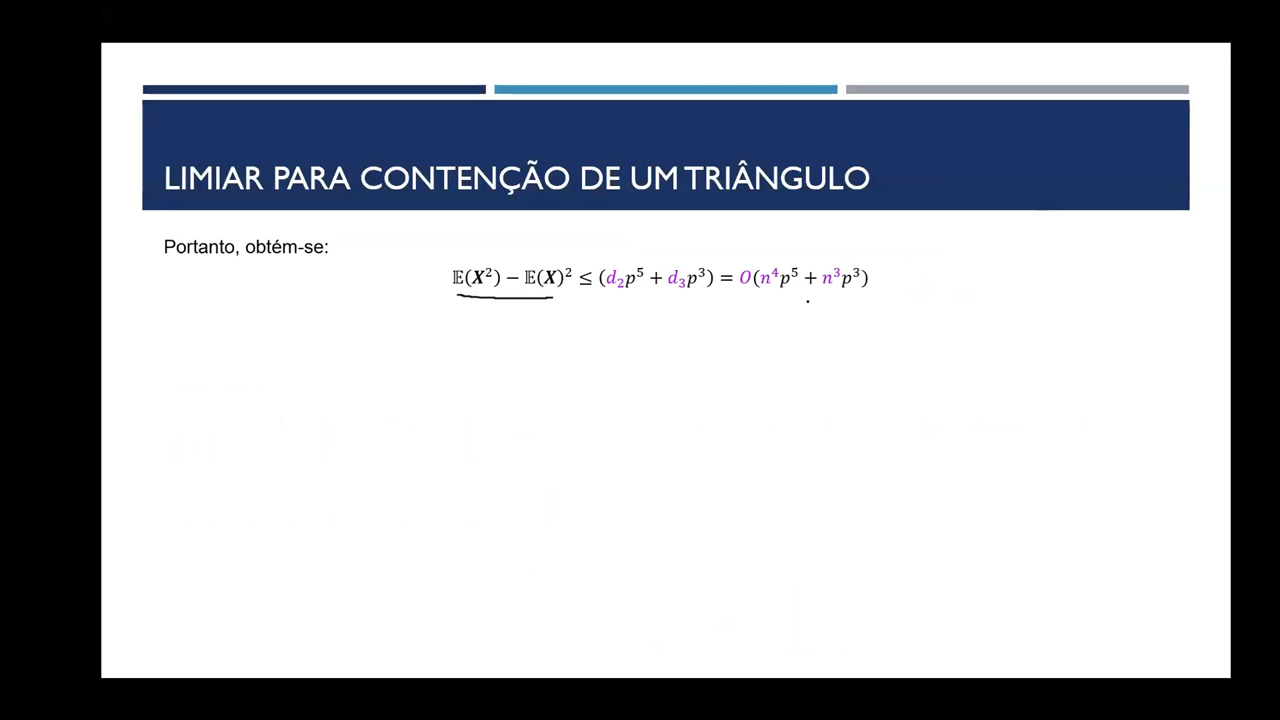 LIMIAR PARA CONTENÇÃO DE UM TRIÂNGULO
Portanto, obtém-se:
𝔼(𝑿²) − 𝔼(𝑿)² ≤ (d₂p⁵ + d₃p³) = O(n⁴p⁵ + n³p³)